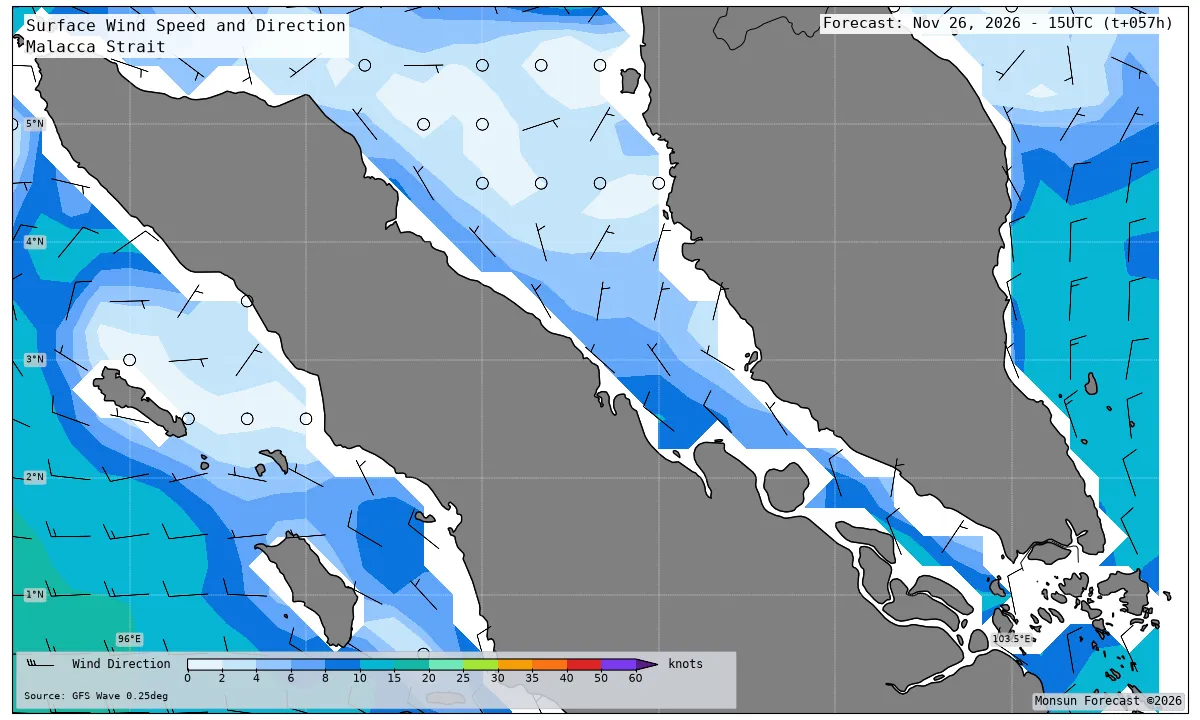 Surface Wind Speed and Direction
Malacca Strait
Forecast: Nov 26, 2026 - 15UTC (t+057h)
5°N
4°N
3°N
2°N
1°N
96°E
103.5°E
Wind Direction
knots
0 2 4 6 8 10 12 15 20 25 30 35 40 50 60
Source: GFS Wave 0.25deg
Monsun Forecast ©2026